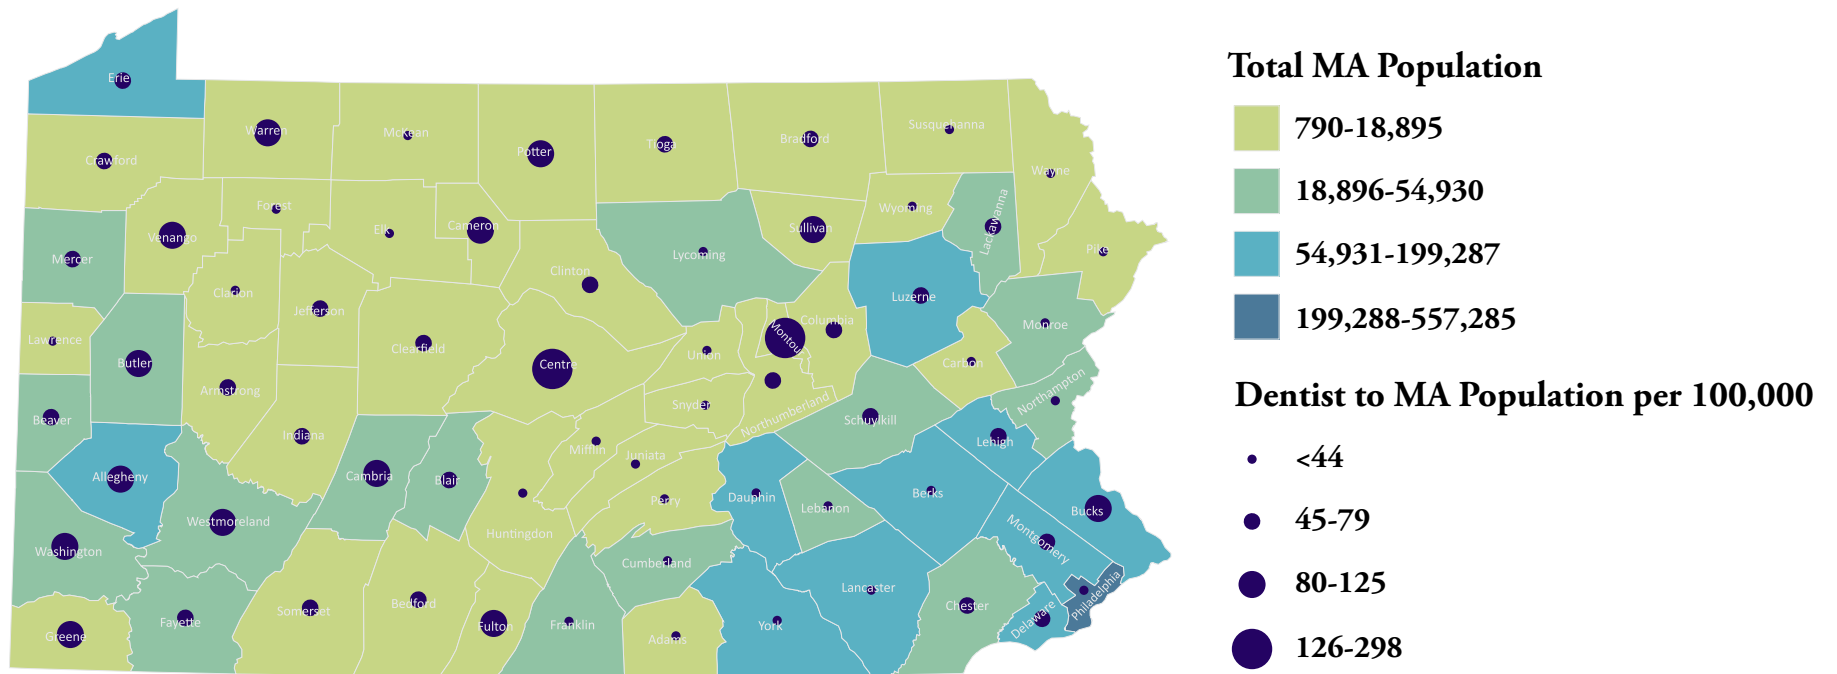 Erie
Warren
McKean
Potter
Tioga
Bradford
Susquehanna
Crawford
Wayne
Forest
Wyoming
Lackawanna
Venango
Elk
Cameron
Sullivan
Pike
Mercer
Lycoming
Clinton
Clarion
Luzerne
Jefferson
Columbia
Montour
Monroe
Lawrence
Clearfield
Union
Butler
Centre
Carbon
Armstrong
Northampton
Snyder
Northumberland
Beaver
Schuylkill
Indiana
Lehigh
Mifflin
Juniata
Allegheny
Cambria
Blair
Perry
Dauphin
Berks
Lebanon
Bucks
Westmoreland
Huntingdon
Montgomery
Washington
Cumberland
Lancaster
Philadelphia
Bedford
Somerset
Chester
Fayette
Greene
Fulton
Franklin
Adams
York
Delaware
Total MA Population
790-18,895
18,896-54,930
54,931-199,287
199,288-557,285
Dentist to MA Population per 100,000
<44
45-79
80-125
126-298